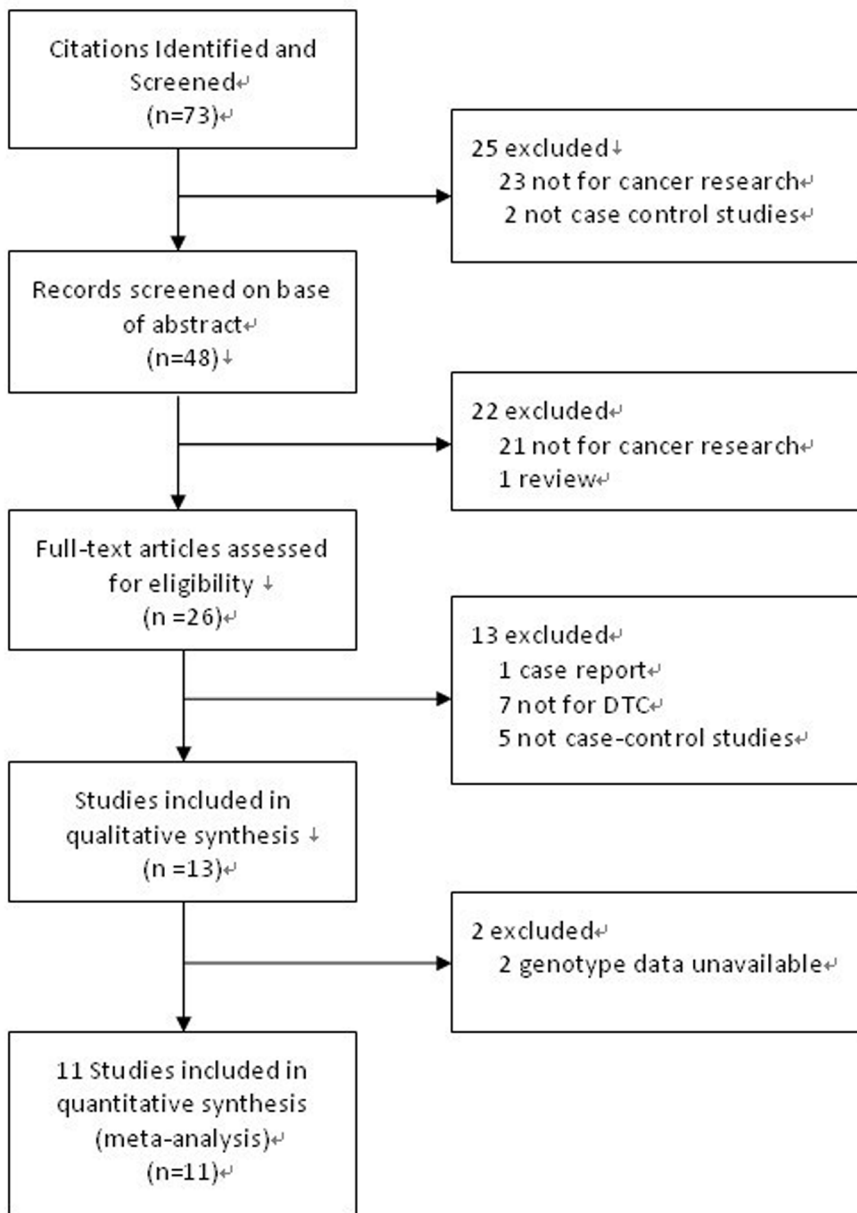 Citations Identified and
Screened↵
(n=73)↵
25 excluded↓
23 not for cancer research↵
2 not case control studies↵
Records screened on base
of abstract↵
(n=48)↓
22 excluded↵
21 not for cancer research↵
1 review↵
Full-text articles assessed
for eligibility ↓
(n =26)↵
13 excluded↵
1 case report↵
7 not for DTC↵
5 not case-control studies↵
Studies included in
qualitative synthesis ↓
(n =13)↵
2 excluded↵
2 genotype data unavailable↵
11 Studies included in
quantitative synthesis
(meta-analysis)↵
(n=11)↵